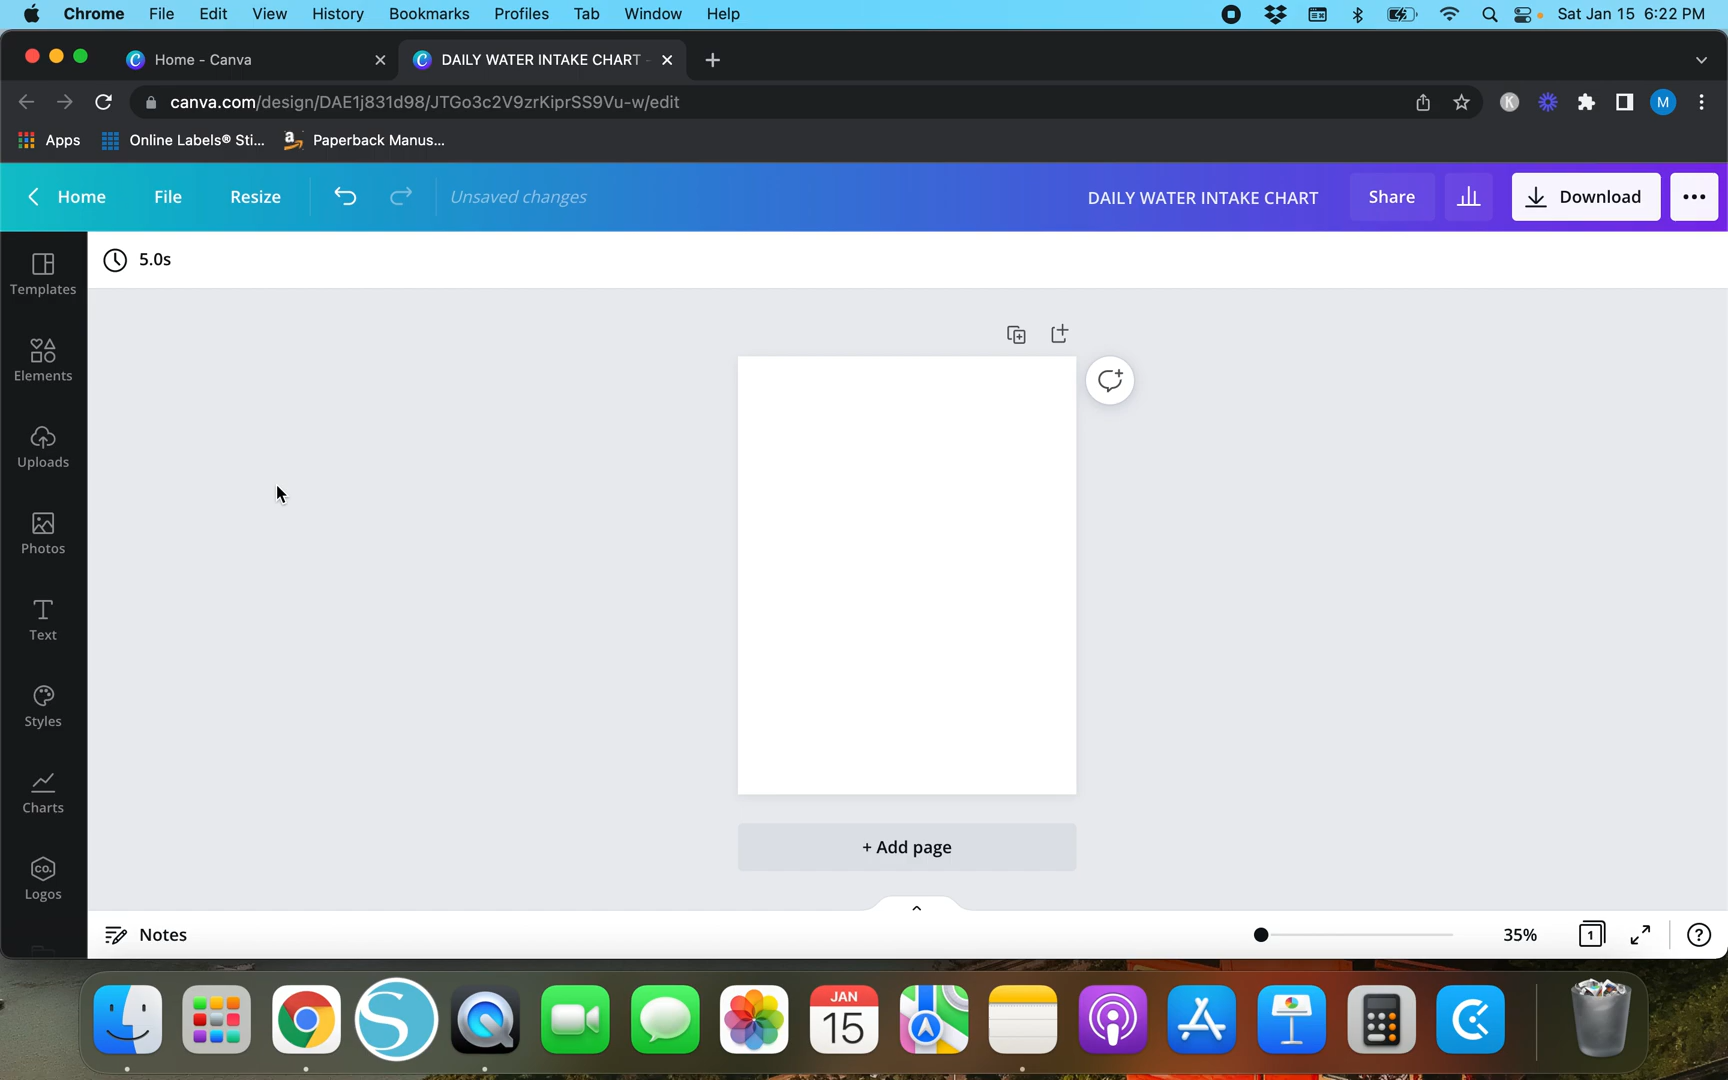 Chrome File Edit View History Bookmarks Profiles Tab Window Help Sat Jan 15 6:22 PM
Home - Canva DAILY WATER INTAKE CHART -
canva.com/design/DAE1j831d98/JTGo3c2V9zrKiprSS9Vu-w/edit K M
Apps Online Labels® Sti... a Paperback Manus...
Home File Resize Unsaved changes DAILY WATER INTAKE CHART Share Download
5.0s
Templates
Elements
Uploads
Photos
Text
Styles
Charts
CO.
Logos
+ Add page
Notes 35% 1 ?
JAN
15
S